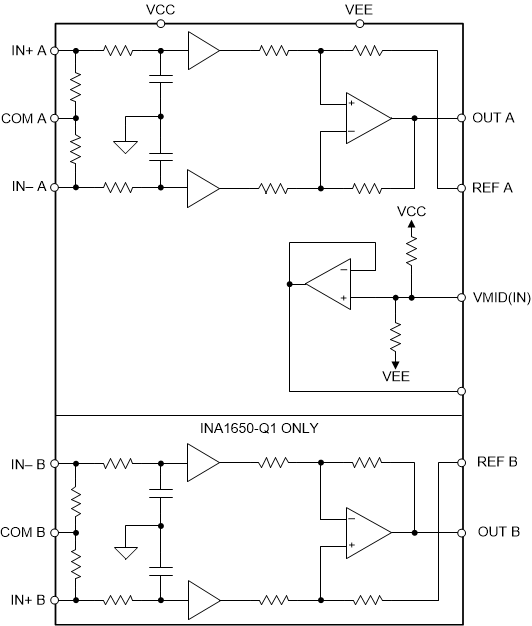 VCC
VEE
IN+ A
COM A
OUT A
+
–
IN– A
REF A
VCC
–
+
VMID(IN)
VEE
INA1650-Q1 ONLY
IN– B
REF B
COM B
–
+
OUT B
IN+ B